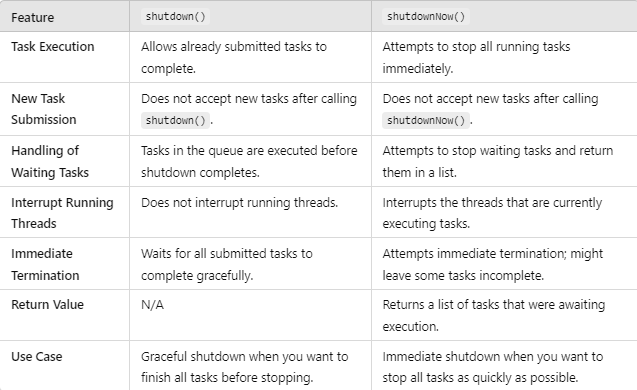 Feature shutdown() shutdownNow()
Task Execution Allows already submitted tasks to Attempts to stop all running tasks
complete. immediately.
New Task Does not accept new tasks after calling Does not accept new tasks after calling
Submission shutdown() . shutdownNow() .
Handling of Tasks in the queue are executed before Attempts to stop waiting tasks and return
Waiting Tasks shutdown completes. them in a list.
Interrupt Running Does not interrupt running threads. Interrupts the threads that are currently
Threads executing tasks.
Immediate Waits for all submitted tasks to Attempts immediate termination; might
Termination complete gracefully. leave some tasks incomplete.
Return Value N/A Returns a list of tasks that were awaiting
execution.
Use Case Graceful shutdown when you want to Immediate shutdown when you want to
finish all tasks before stopping. stop all tasks as quickly as possible.